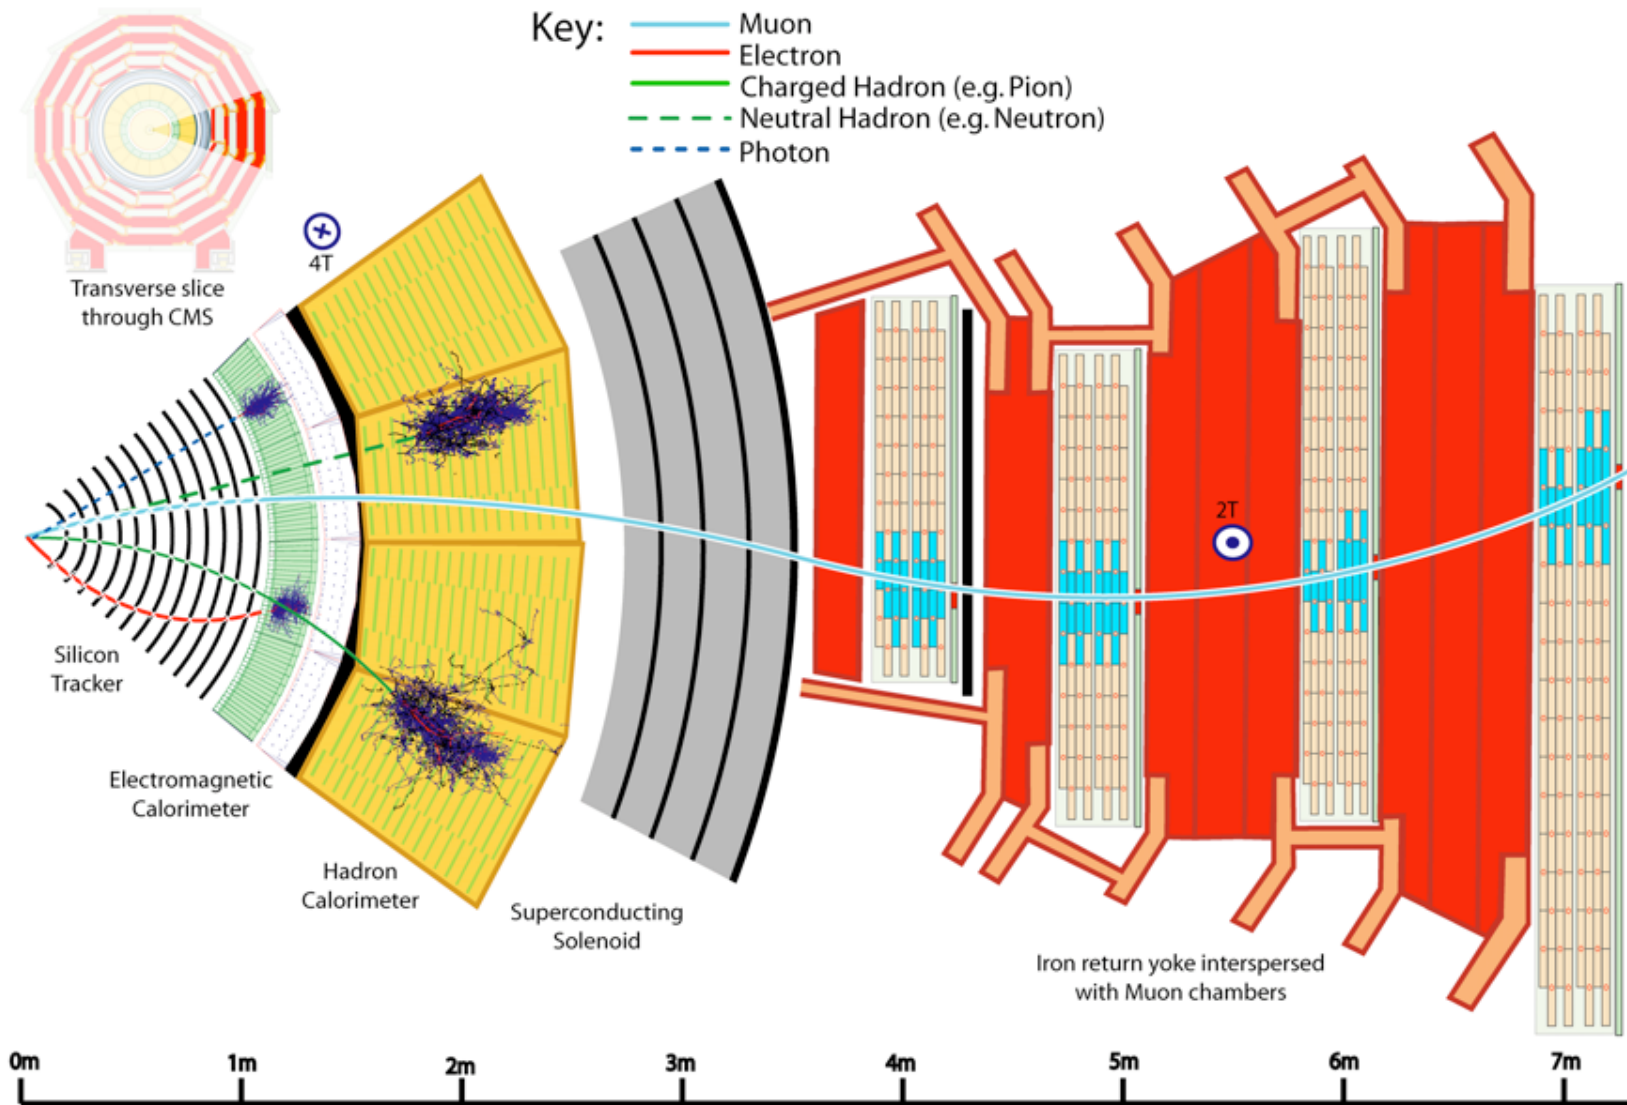 Key:
Muon
Electron
Charged Hadron (e.g. Pion)
Neutral Hadron (e.g. Neutron)
Photon
4T
Transverse slice
through CMS
2T
Silicon
Tracker
Electromagnetic
Calorimeter
Hadron
Calorimeter
Superconducting
Solenoid
Iron return yoke interspersed
with Muon chambers
0m
1m
2m
3m
4m
5m
6m
7m